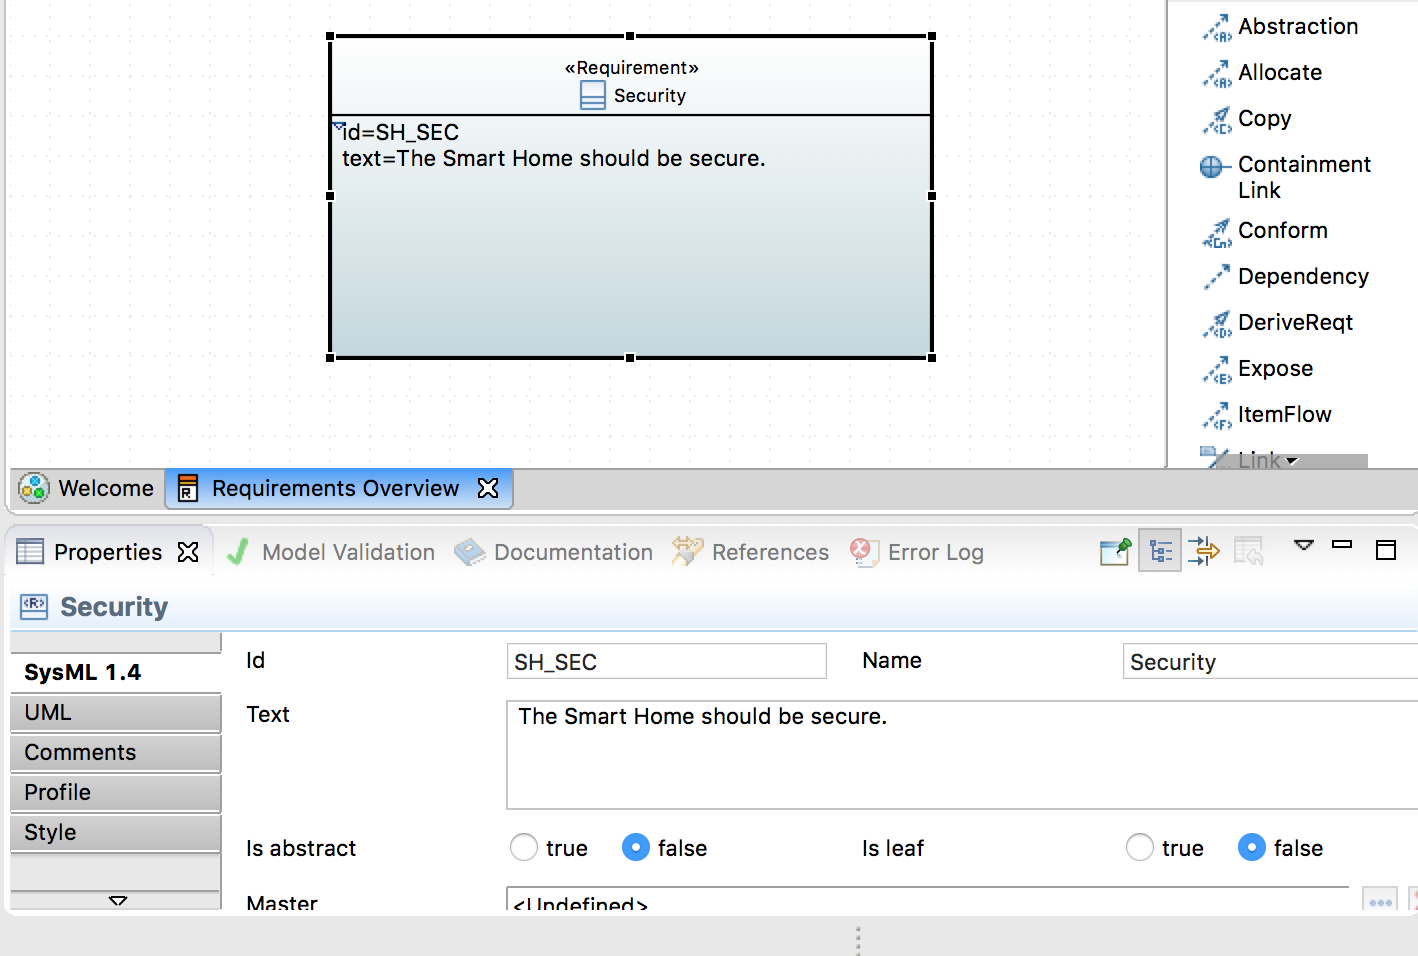 «Requirement»
Security
id=SH_SEC
text=The Smart Home should be secure.
Abstraction
<A>
Allocate
<A>
Copy
<C>
Containment
Link
Conform
<Cn>
Dependency
DeriveReqt
<D>
Expose
<E>
ItemFlow
<F>
Link
Welcome
R
Requirements Overview
Properties
Model Validation
Documentation
References
Error Log
<R>
Security
SysML 1.4
UML
Comments
Profile
Style
Id
SH_SEC
Name
Security
Text
The Smart Home should be secure.
Is abstract
true
false
Is leaf
true
false
Master
<Undefined>